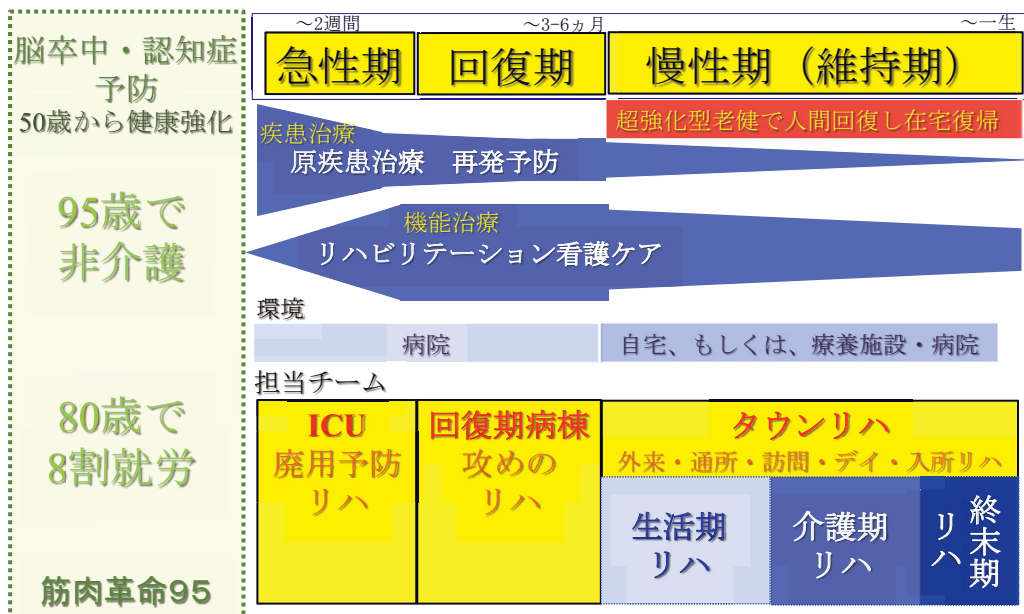 脳卒中・認知症
予防
50歳から健康強化
95歳で
非介護
80歳で
8割就労
筋肉革命95
～2週間
～3-6ヵ月
～一生
急性期
回復期
慢性期（維持期）
超強化型老健で人間回復し在宅復帰
疾患治療
原疾患治療　再発予防
機能治療
リハビリテーション看護ケア
環境
病院
自宅、もしくは、療養施設・病院
担当チーム
ICU
廃用予防
リハ
回復期病棟
攻めの
リハ
タウンリハ
外来・通所・訪問・デイ・入所リハ
生活期
リハ
介護期
リハ
終末期
リハ